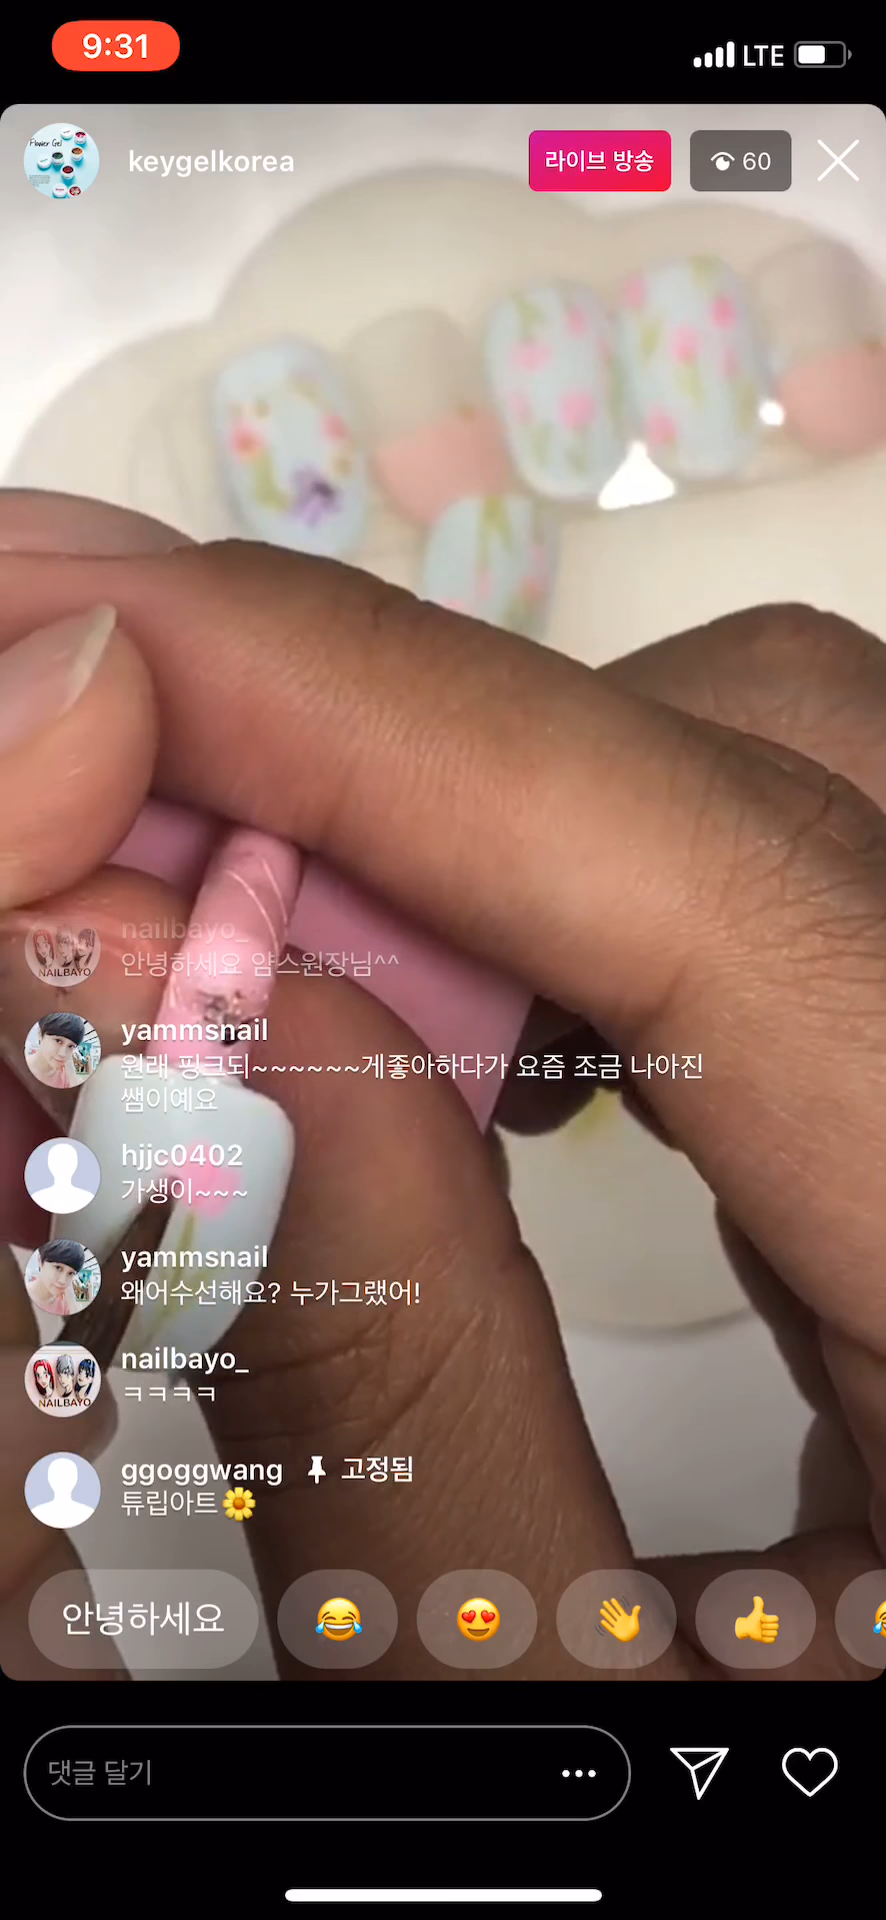 9:31
LTE
Flower Gel
keygelkorea
라이브 방송
60
nailbayo_
안녕하세요 얌스원장님^^
NAILBAYO
yammsnail
원래 핑크되~~~~~~게좋아하다가 요즘 조금 나아진
쌤이예요
hjjc0402
가생이~~~
yammsnail
왜어수선해요? 누가그랬어!
nailbayo_
ㅋㅋㅋㅋ
NAILBAYO
ggoggwang 고정됨
튜립아트🌼
안녕하세요 😂 😍 👋 👍
댓글 달기